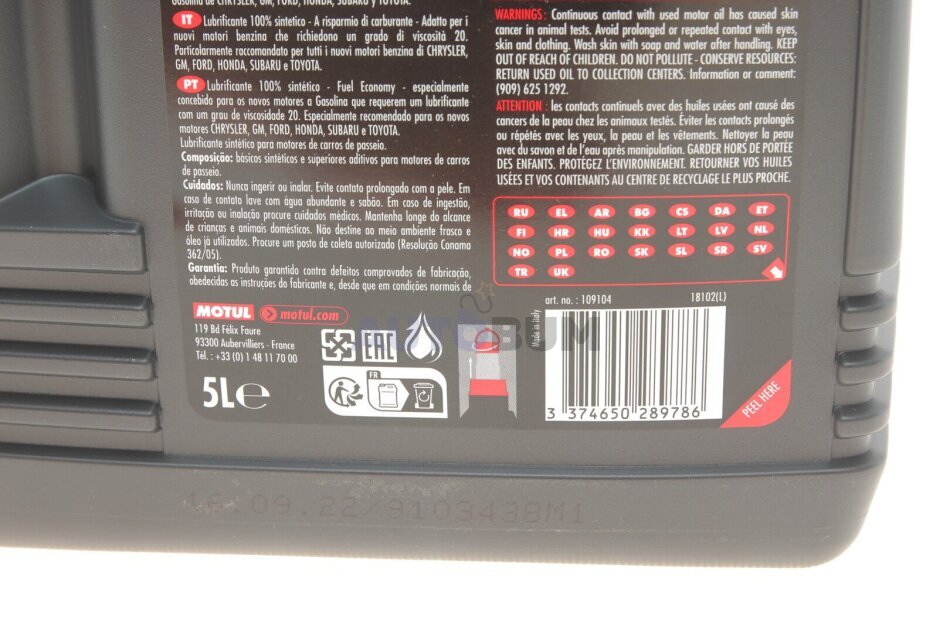 Gasolina de CHRYSLER, GM, FORD, HONDA, SUBARU y TOYOTA.
IT Lubrificante 100% sintetico - A risparmio di carburante - Adatto per i
nuovi motori benzina che richiedono un grado di viscosità 20.
Particolarmente raccomandato per tutti i nuovi motori benzina di CHRYSLER,
GM, FORD, HONDA, SUBARU e TOYOTA.
PT Lubrificante 100% sintético - Fuel Economy - especialmente
concebido para os novos motores a Gasolina que requerem um lubrificante
com um grau de viscosidade 20. Especialmente recomendado para os novos
motores CHRYSLER, GM, FORD, HONDA, SUBARU e TOYOTA.
Lubrificante sintético para motores de carros de passeio.
Composição: básicos sintéticos e superiores aditivos para motores de carros
de passeio.
Cuidados: Nunca ingerir ou inalar. Evite contato prolongado com a pele. Em
caso de contato lave com água abundante e sabão. Em caso de ingestão,
irritação ou inalação procure cuidados médicos. Mantenha longe do alcance
de crianças e animais domésticos. Não destine ao meio ambiente frasco e
óleo já utilizados. Procure um posto de coleta autorizado (Resolução Conama
362/05).
Garantia: Produto garantido contra defeitos comprovados de fabricação,
obedecidas as instruções do fabricante e, desde que em condições normais de
MOTUL motul.com
119 Bd Félix Faure
93300 Aubervilliers - France
Tél. : +33 (0) 1 48 11 70 00
5L e
EAC
FR
WARNINGS: Continuous contact with used motor oil has caused skin
cancer in animal tests. Avoid prolonged or repeated contact with eyes,
skin and clothing. Wash skin with soap and water after handling. KEEP
OUT OF REACH OF CHILDREN. DO NOT POLLUTE - CONSERVE RESOURCES:
RETURN USED OIL TO COLLECTION CENTERS. Information or comment:
(909) 625 1292.
ATTENTION : les contacts continuels avec des huiles usées ont causé des
cancers de la peau chez les animaux testés. Éviter les contacts prolongés
ou répétés avec les yeux, la peau et les vêtements. Nettoyer la peau
avec du savon et de l'eau après manipulation. GARDER HORS DE PORTÉE
DES ENFANTS. PROTÉGEZ L'ENVIRONNEMENT. RETOURNER VOS HUILES
USÉES ET VOS CONTENANTS AU CENTRE DE RECYCLAGE LE PLUS PROCHE.
RU EL AR BG CS DA ET
FI HR HU KK LT LV NL
NO PL RO SK SL SR SV
TR UK
art. no. : 109104 18102(L)
Made in Italy
3 374650 289786
PEEL HERE
AUTOBUM
16.09.22/9103438M1